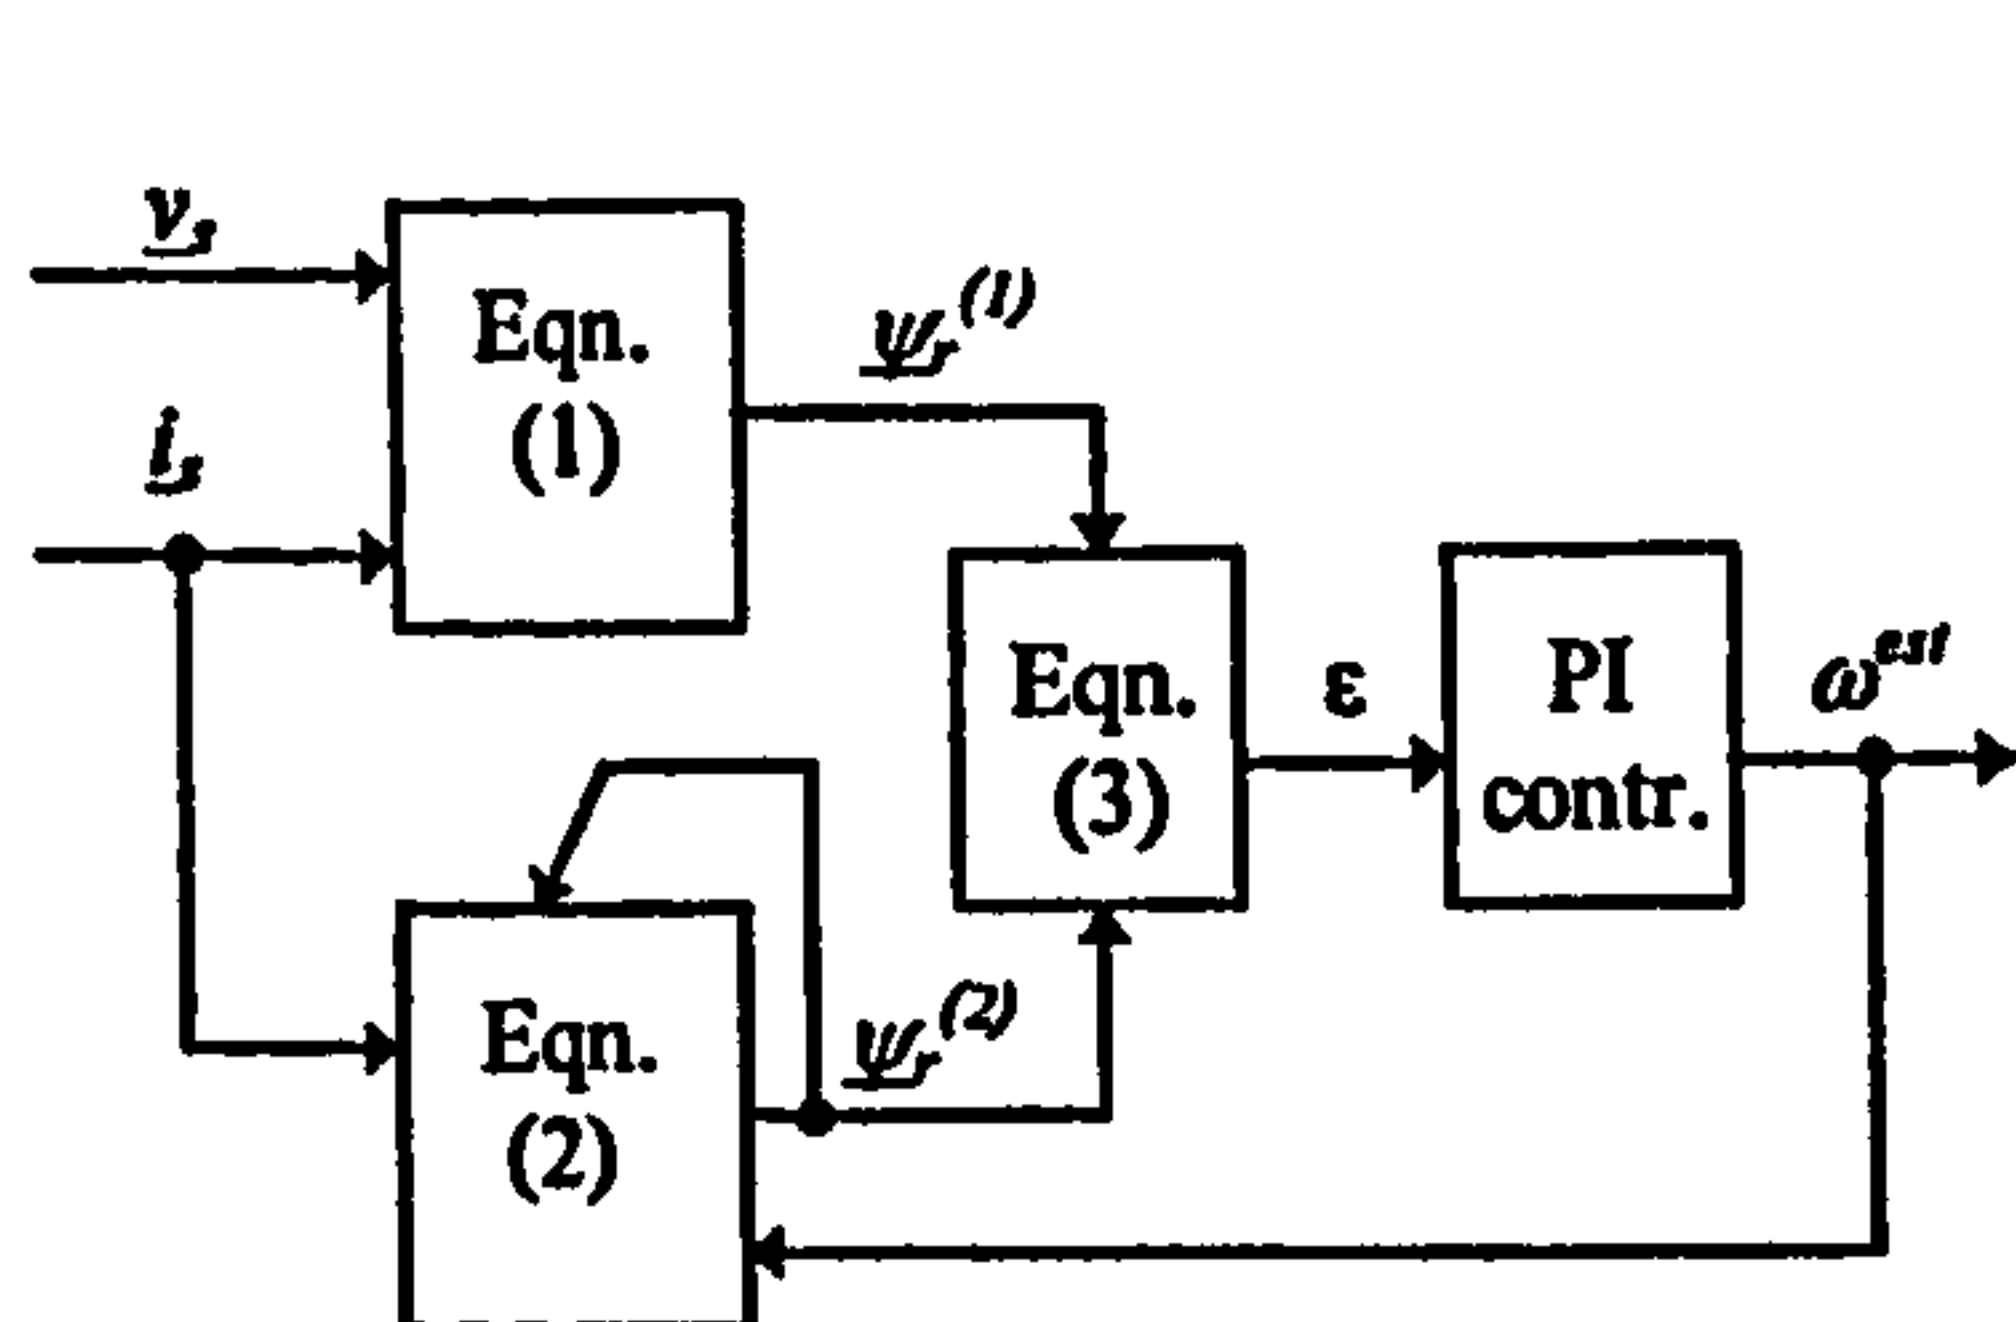 v_s
Eqn.
(1)
ψ_r^(1)
i_s
Eqn.
(3)
ε
PI
contr.
ω^est
Eqn.
(2)
ψ_r^(2)